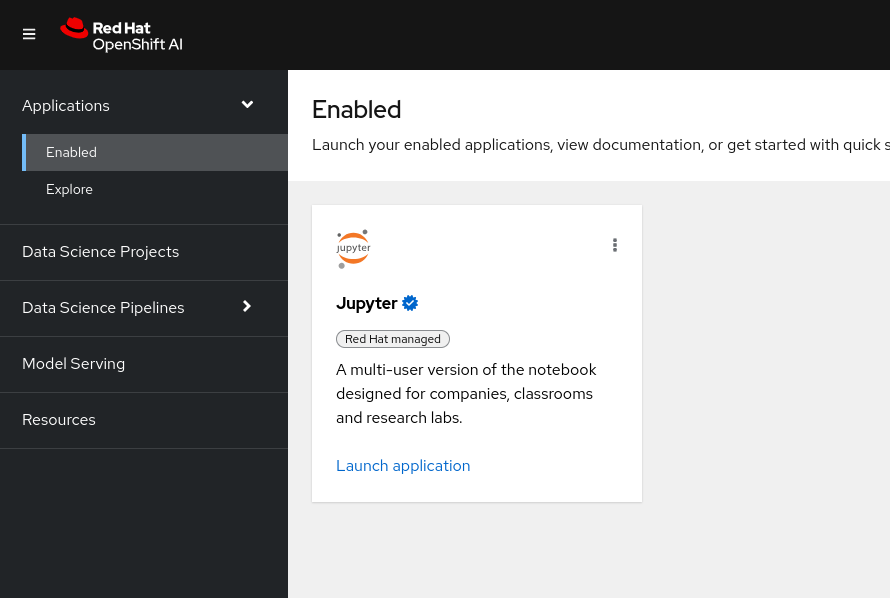 Red Hat
OpenShift AI
Applications
Enabled
Explore
Data Science Projects
Data Science Pipelines
Model Serving
Resources
Enabled
Launch your enabled applications, view documentation, or get started with quick s
jupyter
Jupyter
Red Hat managed
A multi-user version of the notebook
designed for companies, classrooms
and research labs.
Launch application